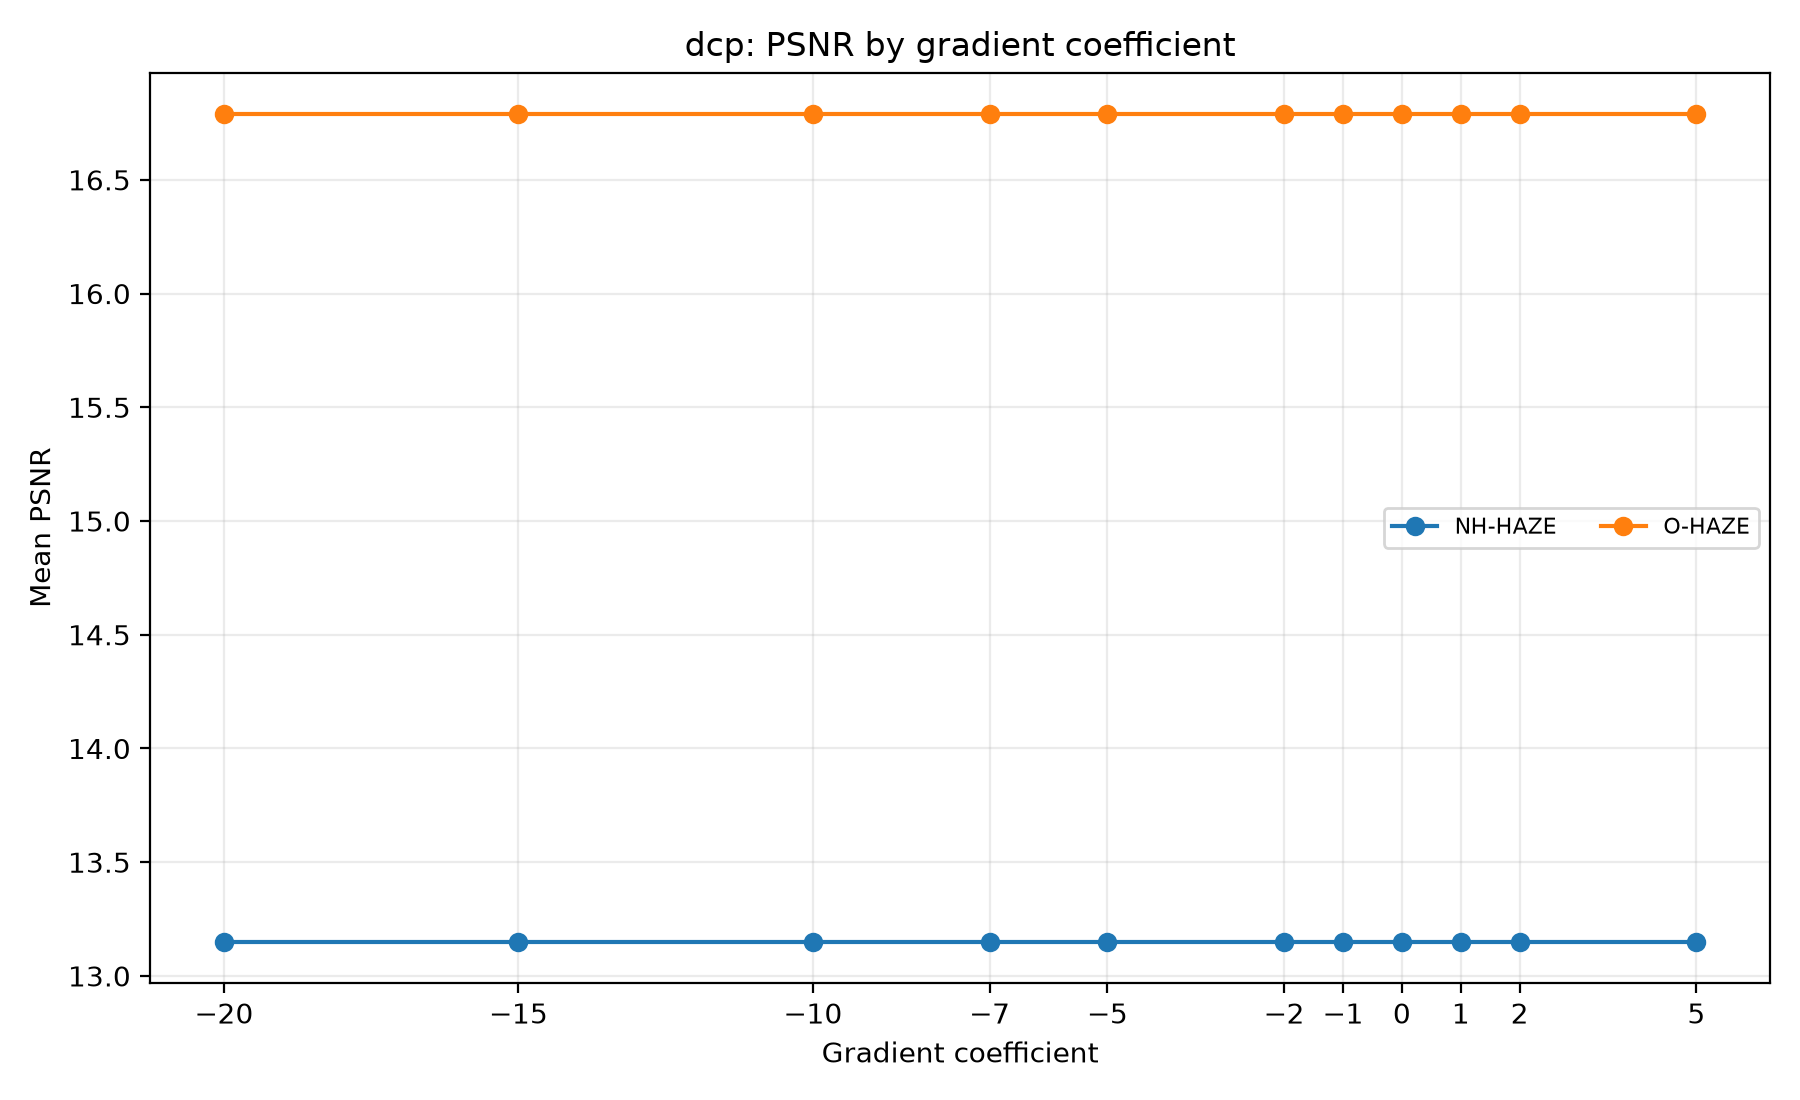 dcp: PSNR by gradient coefficient
Mean PSNR
16.5
16.0
15.5
15.0
14.5
14.0
13.5
13.0
NH-HAZE O-HAZE
−20 −15 −10 −7 −5 −2 −1 0 1 2 5
Gradient coefficient